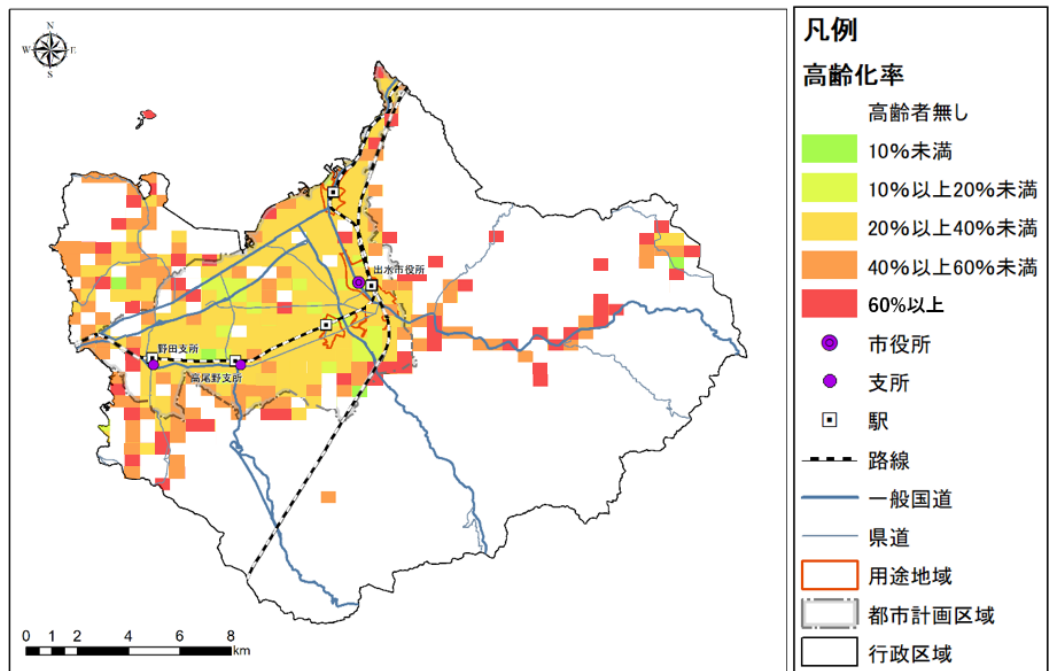 N
W E
S
出水市役所
野田支所
高尾野支所
0 1 2 4 6 8
km
凡例
高齢化率
高齢者無し
10%未満
10%以上20%未満
20%以上40%未満
40%以上60%未満
60%以上
市役所
支所
駅
路線
一般国道
県道
用途地域
都市計画区域
行政区域